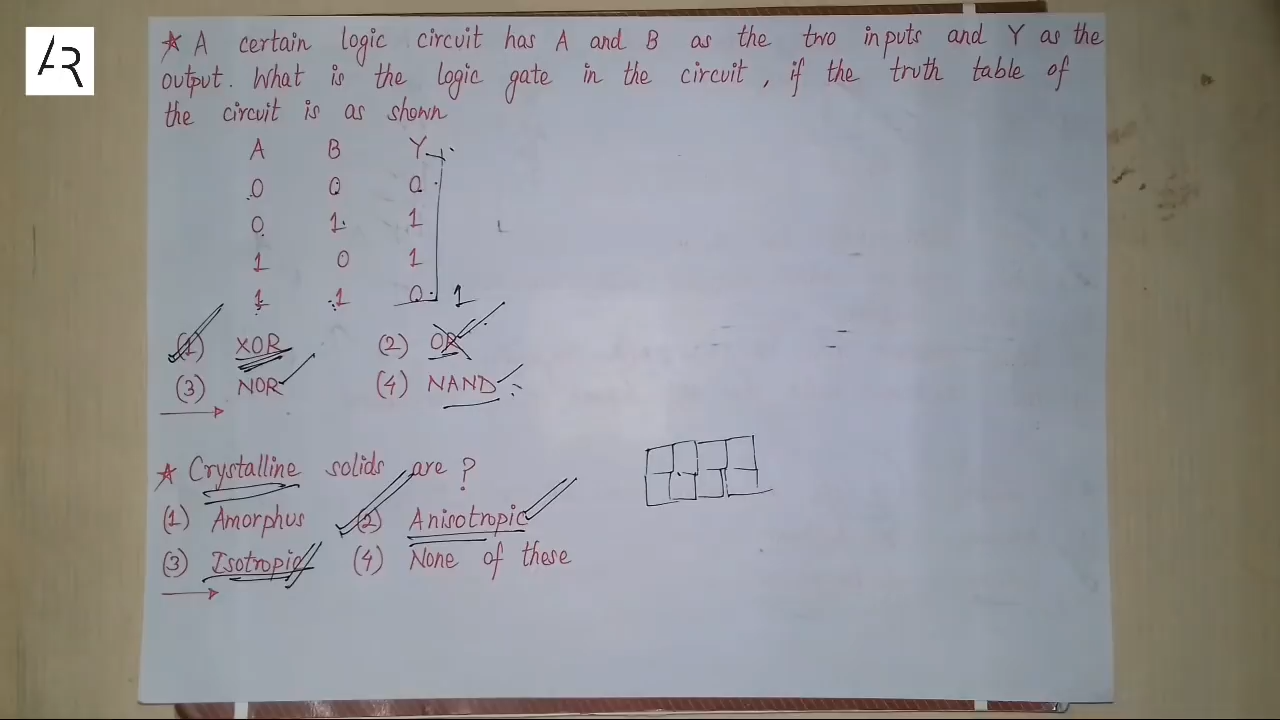 AR
★ A certain logic circuit has A and B as the two inputs and Y as the
output. What is the logic gate in the circuit, if the truth table of
the circuit is as shown
A B Y
0 0 0
0 1 1
1 0 1
1 1 0 1
(1) XOR (2) OR
(3) NOR (4) NAND
★ Crystalline solids are?
(1) Amorphus (2) Anisotropic
(3) Isotropic (4) None of these